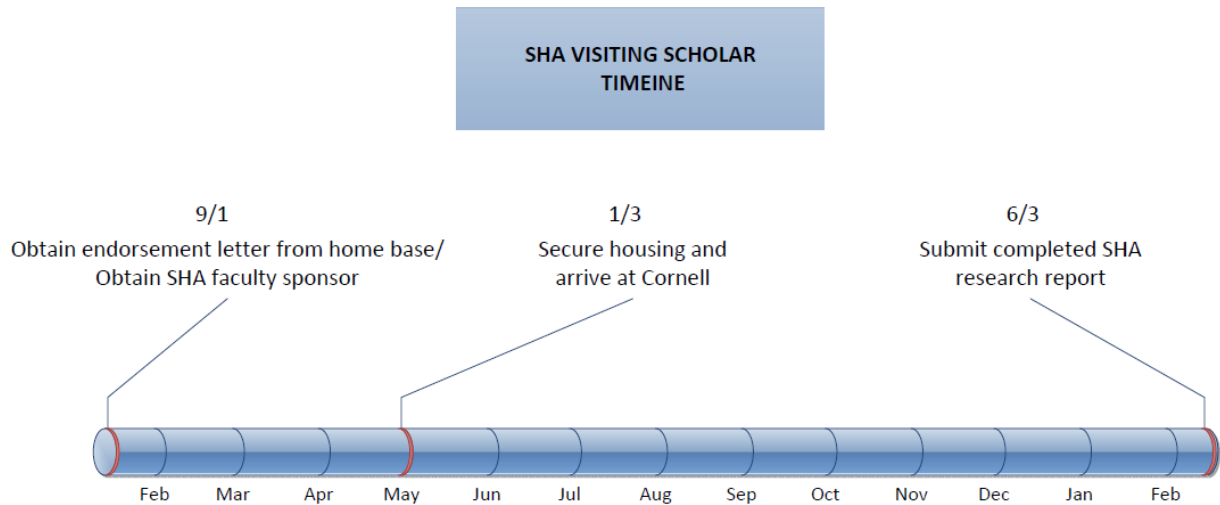 SHA VISITING SCHOLAR
TIMEINE
9/1
Obtain endorsement letter from home base/
Obtain SHA faculty sponsor
1/3
Secure housing and
arrive at Cornell
6/3
Submit completed SHA
research report
Feb Mar Apr May Jun Jul Aug Sep Oct Nov Dec Jan Feb